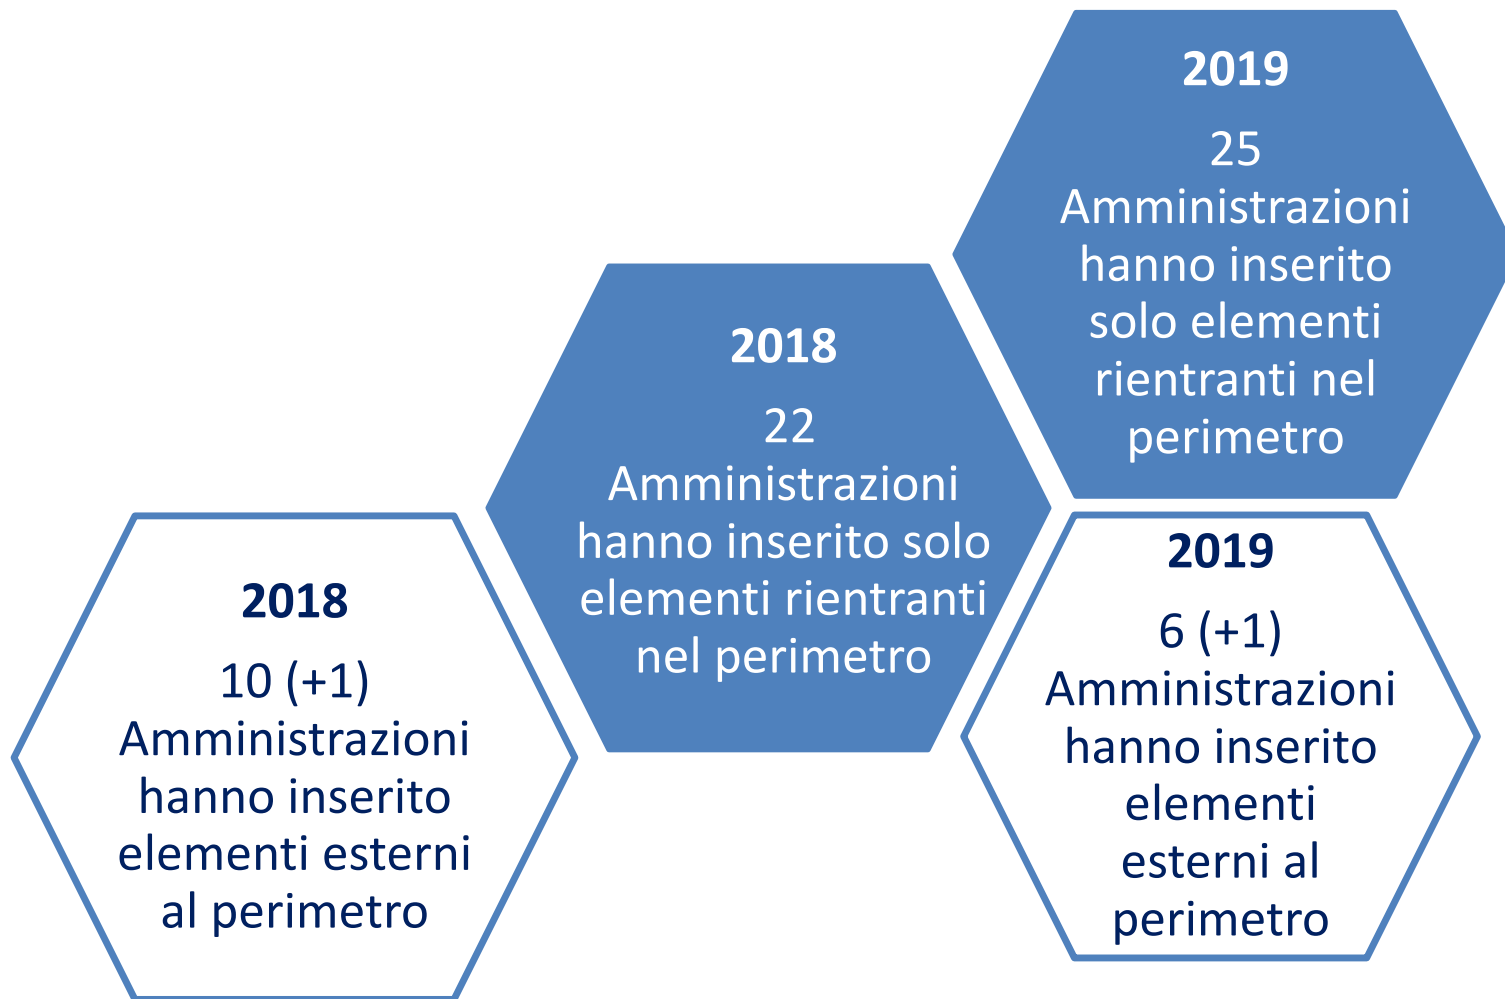 2018
10 (+1)
Amministrazioni
hanno inserito
elementi esterni
al perimetro
2018
22
Amministrazioni
hanno inserito solo
elementi rientranti
nel perimetro
2019
25
Amministrazioni
hanno inserito
solo elementi
rientranti nel
perimetro
2019
6 (+1)
Amministrazioni
hanno inserito
elementi
esterni al
perimetro